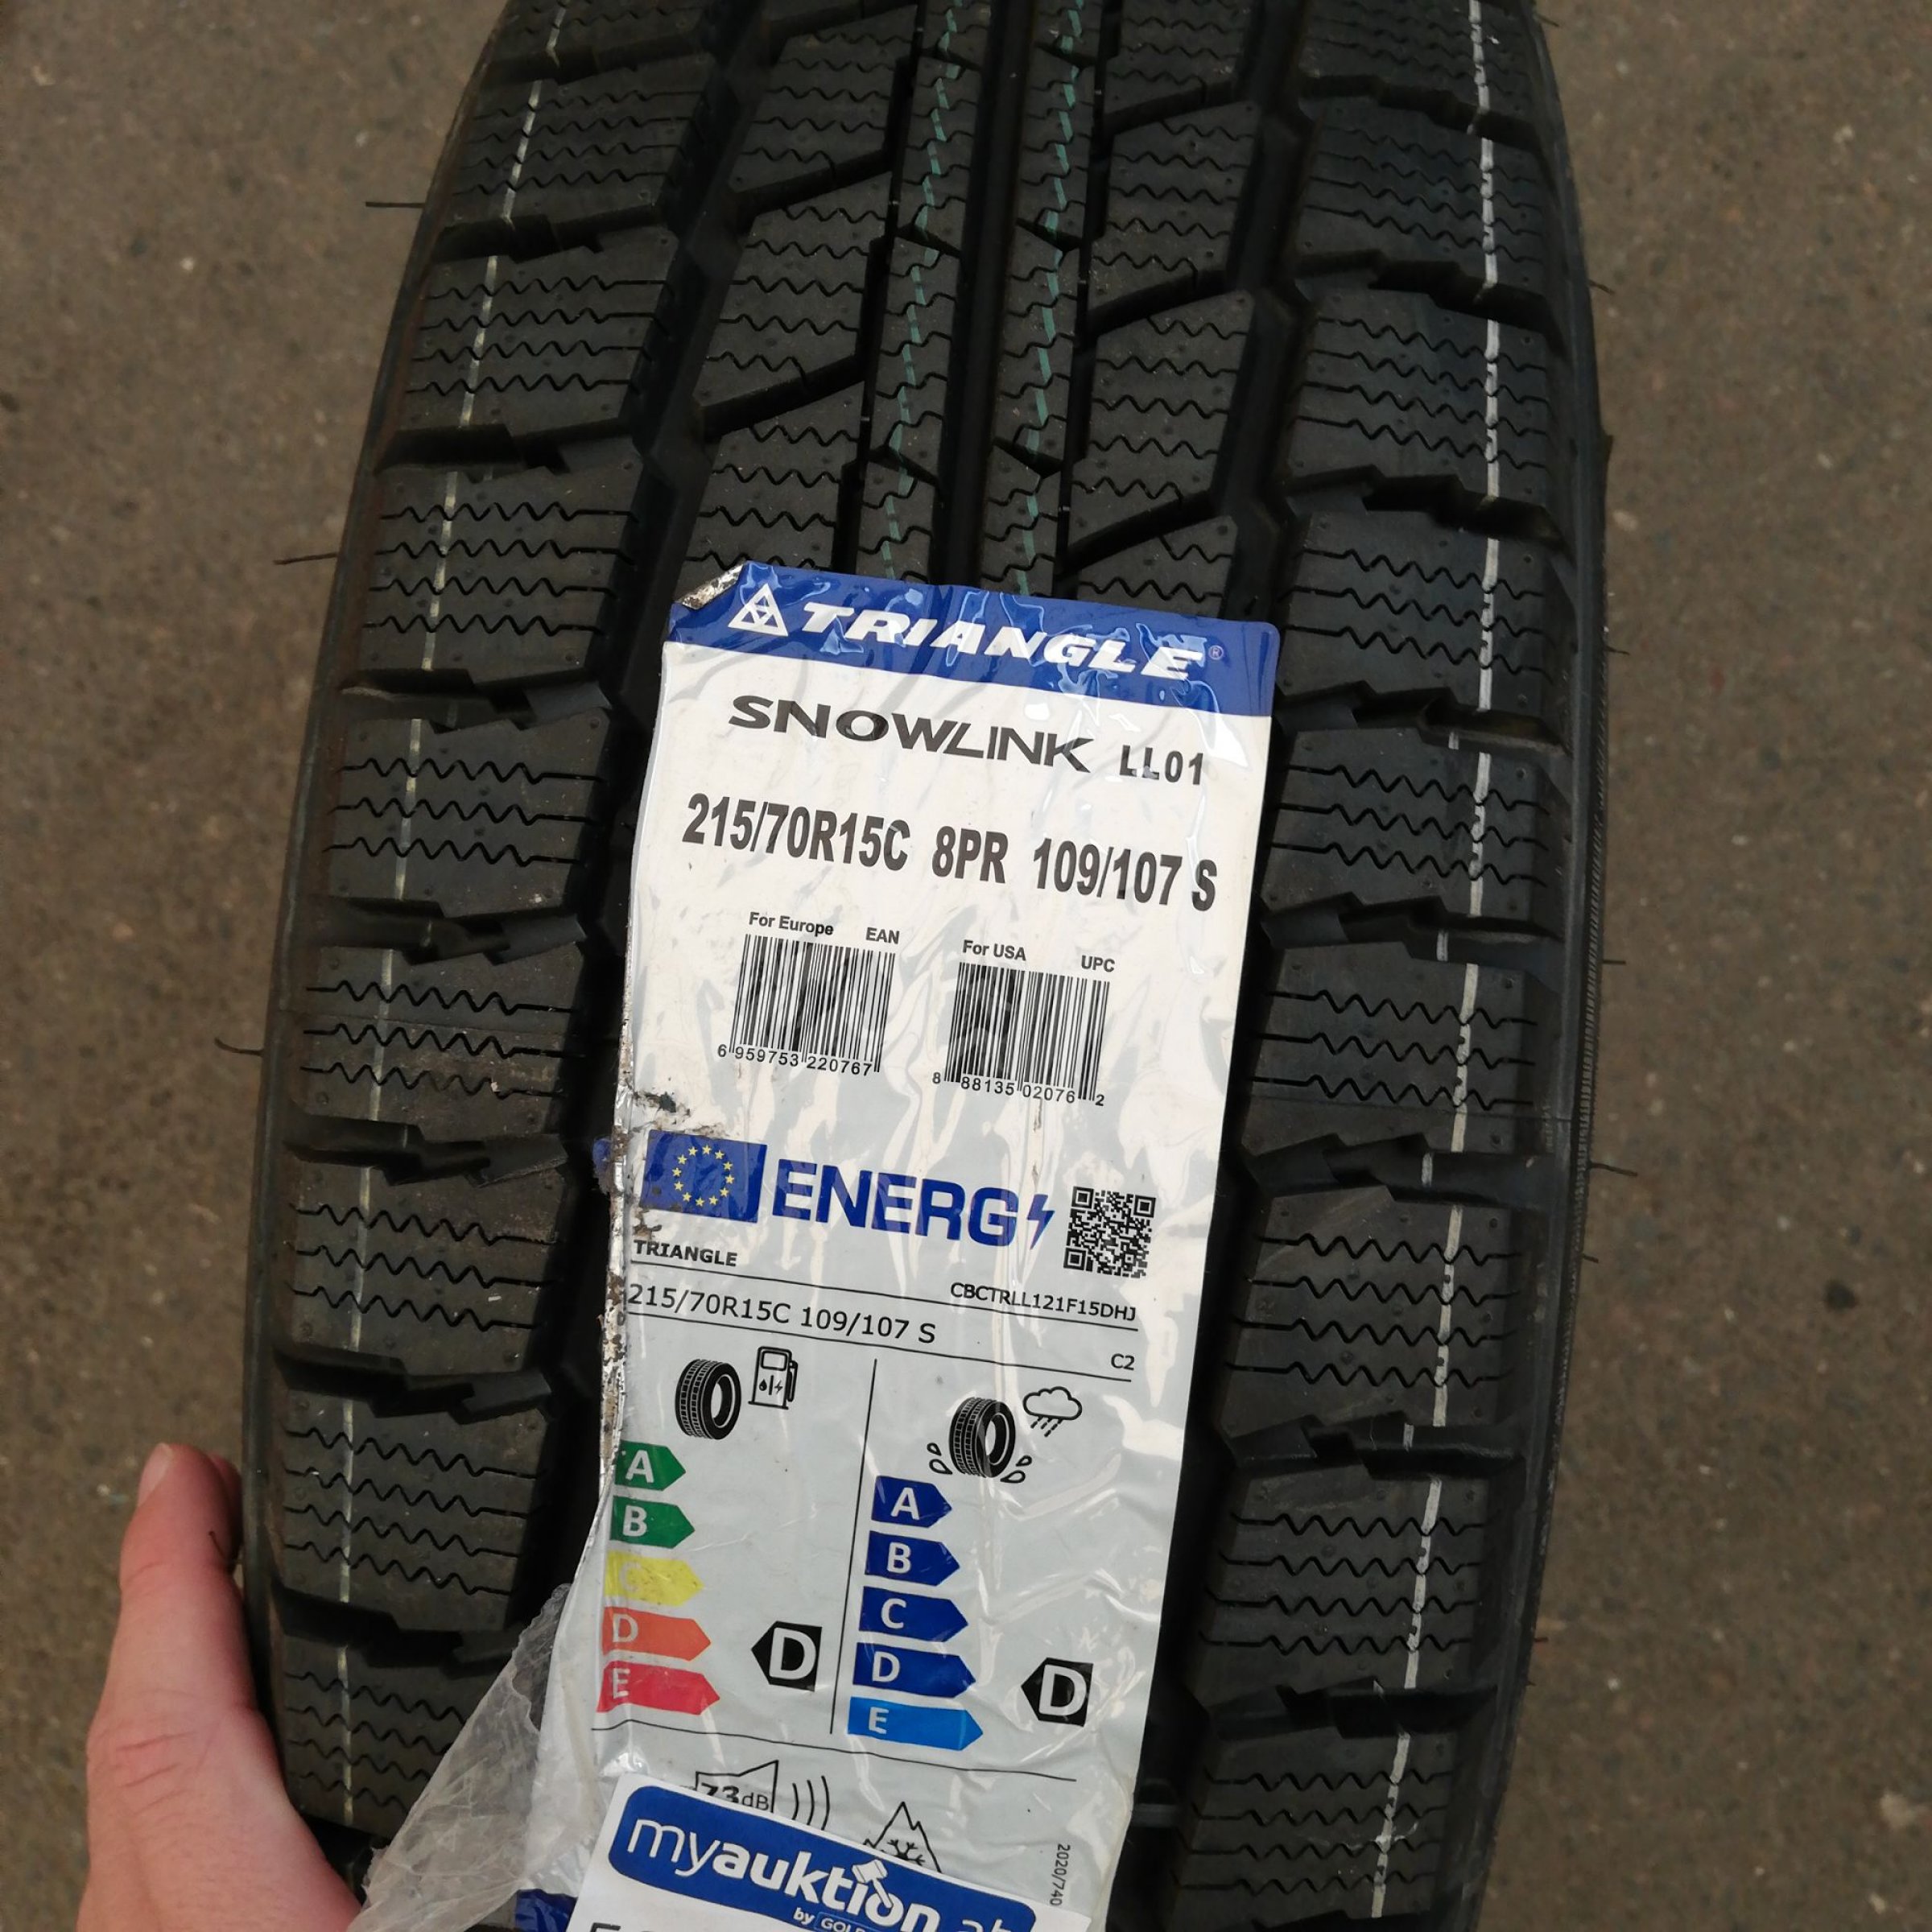 TRIANGLE®
SNOWLINK LL01
215/70R15C 8PR 109/107 S
For Europe EAN
For USA UPC
6 959753 220767
8 88135 02076 2
ENERG
TRIANGLE
CBCTRLL121F15DHJ
215/70R15C 109/107 S
C2
A
B
C
D
E
D
A
B
C
D
E
D
73dB
2020/740
myauktion
by